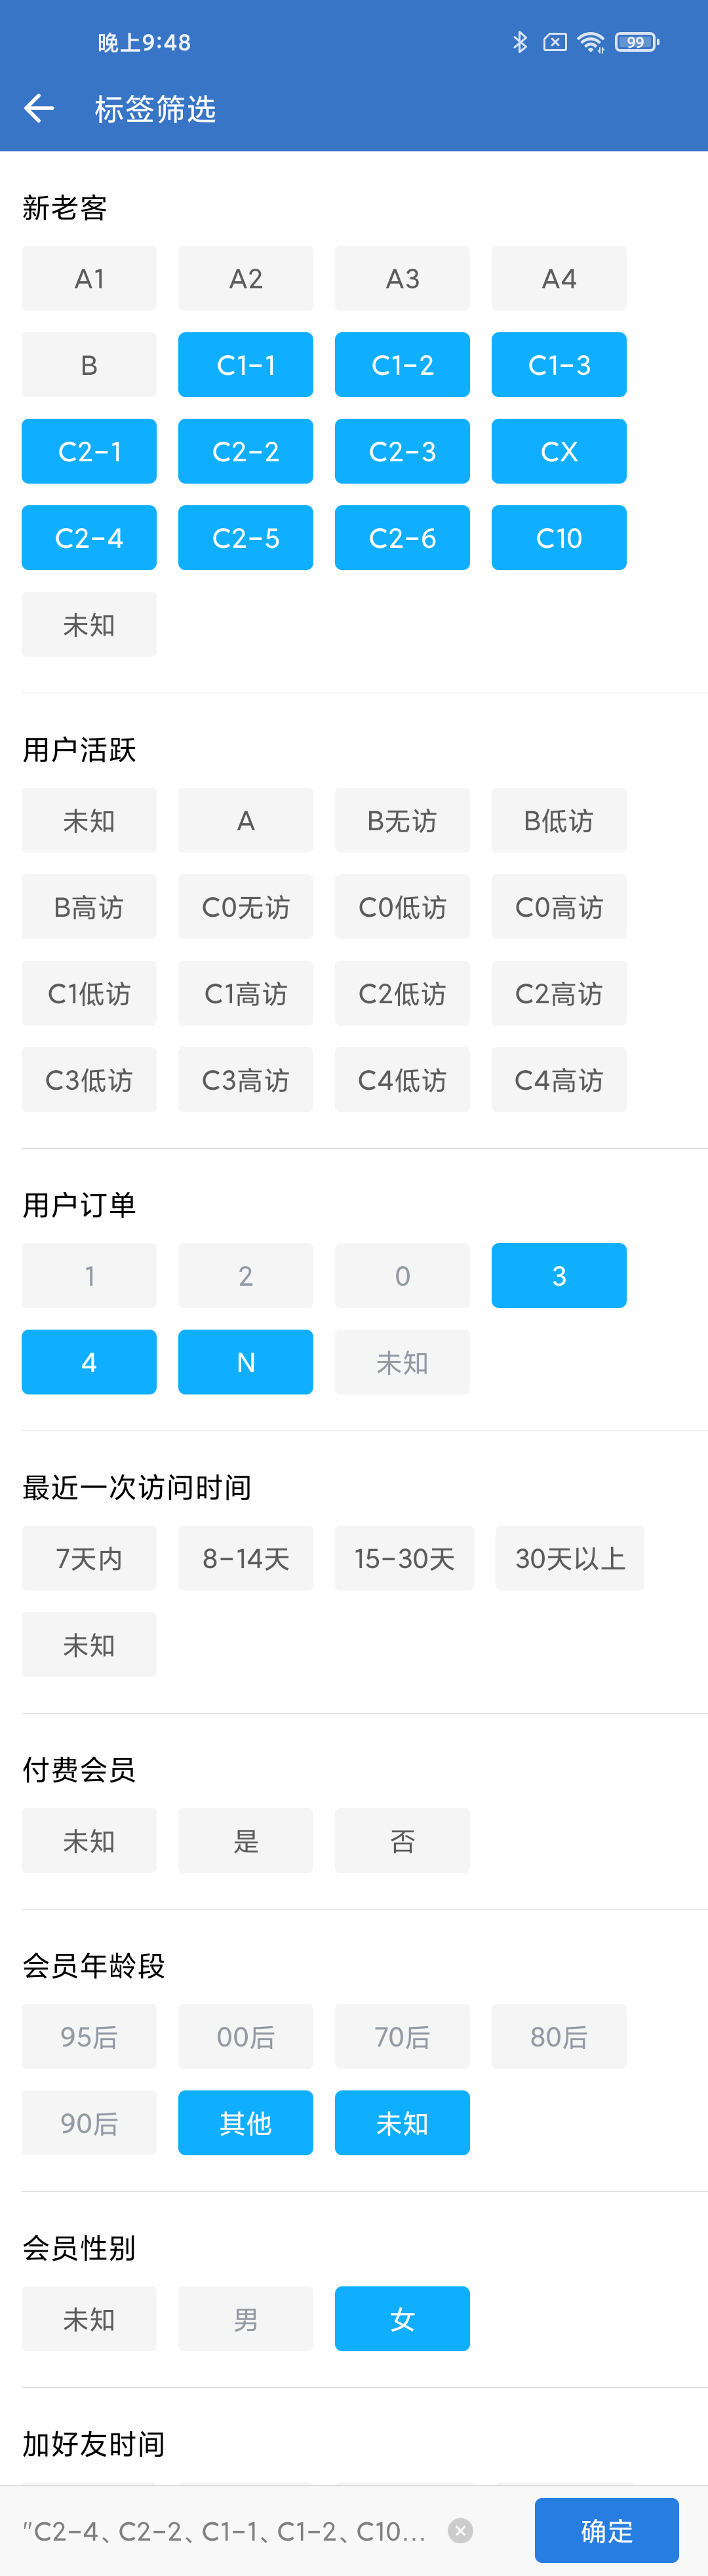 晚上9:48
99
标签筛选
新老客
A1 A2 A3 A4
B C1-1 C1-2 C1-3
C2-1 C2-2 C2-3 CX
C2-4 C2-5 C2-6 C10
未知
用户活跃
未知 A B无访 B低访
B高访 C0无访 C0低访 C0高访
C1低访 C1高访 C2低访 C2高访
C3低访 C3高访 C4低访 C4高访
用户订单
1 2 0 3
4 N 未知
最近一次访问时间
7天内 8-14天 15-30天 30天以上
未知
付费会员
未知 是 否
会员年龄段
95后 00后 70后 80后
90后 其他 未知
会员性别
未知 男 女
加好友时间
"C2-4、C2-2、C1-1、C1-2、C10... 确定